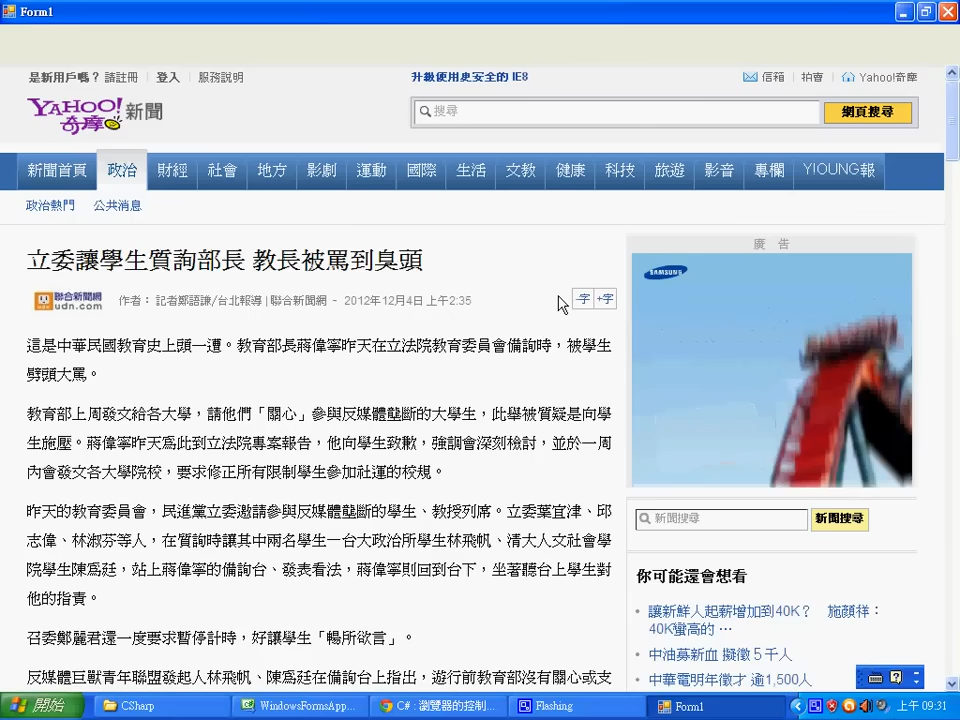 Form1
是新用戶嗎？ 請註冊 登入 服務說明 升級使用更安全的 IE8 信箱 拍賣 Yahoo!奇摩
YAHOO! 奇摩 新聞 搜尋 網頁搜尋
新聞首頁 政治 財經 社會 地方 影劇 運動 國際 生活 文教 健康 科技 旅遊 影音 專欄 YIOUNG報
政治熱門 公共消息
立委讓學生質詢部長 教長被罵到臭頭
聯合新聞網 udn.com 作者： 記者鄭語謙/台北報導 | 聯合新聞網 – 2012年12月4日 上午2:35 -字 +字
這是中華民國教育史上頭一遭。教育部長蔣偉寧昨天在立法院教育委員會備詢時，被學生
劈頭大罵。
教育部上周發文給各大學，請他們「關心」參與反媒體壟斷的大學生，此舉被質疑是向學
生施壓。蔣偉寧昨天為此到立法院專案報告，他向學生致歉，強調會深刻檢討，並於一周
內會發文各大學院校，要求修正所有限制學生參加社運的校規。
昨天的教育委員會，民進黨立委邀請參與反媒體壟斷的學生、教授列席。立委葉宜津、邱
志偉、林淑芬等人，在質詢時讓其中兩名學生－台大政治所學生林飛帆、清大人文社會學
院學生陳為廷，站上蔣偉寧的備詢台、發表看法，蔣偉寧則回到台下，坐著聽台上學生對
他的指責。
召委鄭麗君還一度要求暫停計時，好讓學生「暢所欲言」。
反媒體巨獸青年聯盟發起人林飛帆、陳為廷在備詢台上指出，遊行前教育部沒有關心或支
廣 告
SAMSUNG
新聞搜尋 新聞搜尋
你可能還會想看
讓新鮮人起薪增加到40K？ 施顏祥：
40K蠻高的 …
中油募新血 擬徵５千人
中華電明年徵才 逾1,500人
開始 CSharp WindowsFormsApp... C# : 瀏覽器的控制... Flashing Form1 上午 09:31